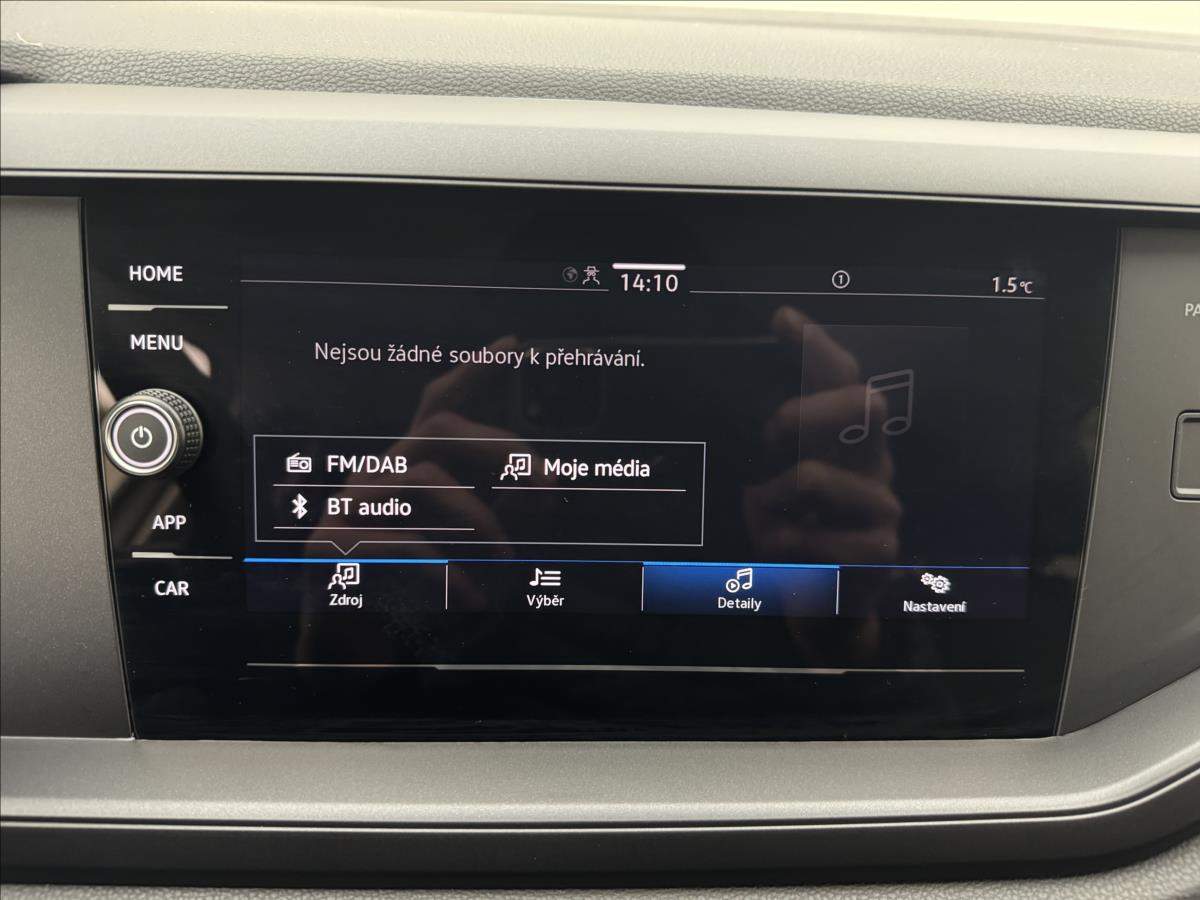 HOME
14:10
1.5°C
MENU
Nejsou žádné soubory k přehrávání.
FM/DAB
Moje média
BT audio
APP
CAR
Zdroj
Výběr
Detaily
Nastavení